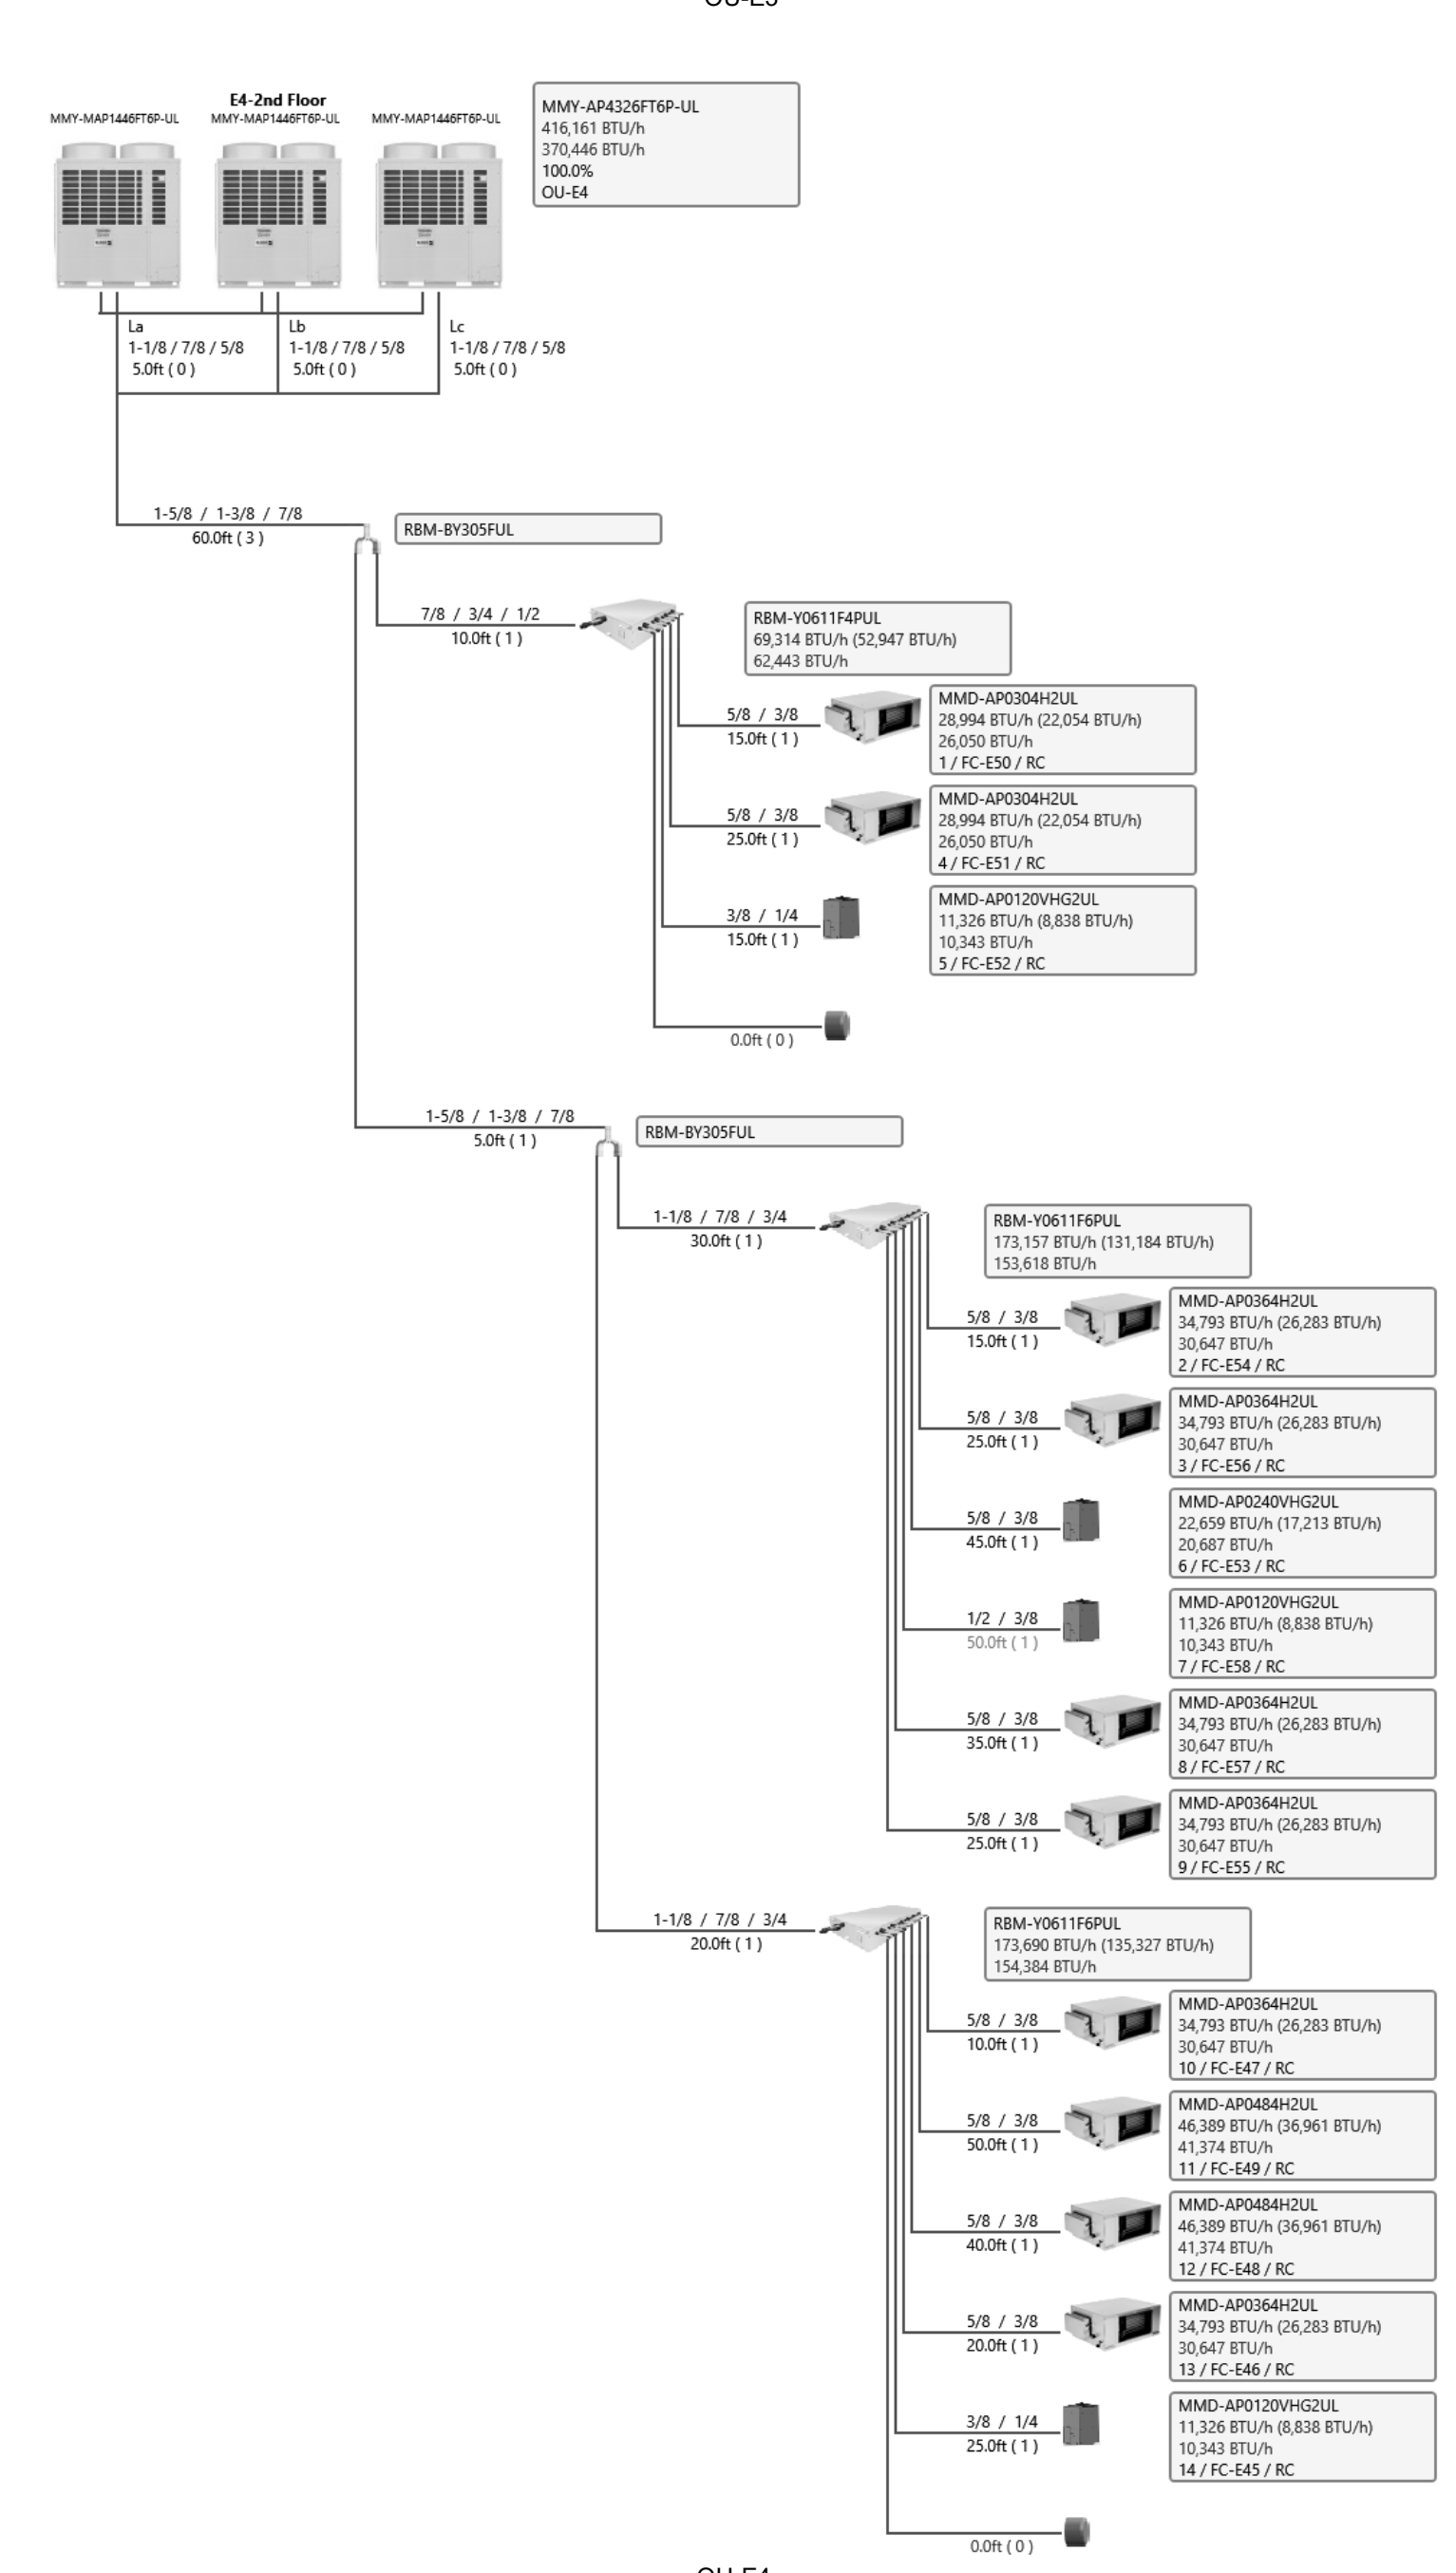 E4-2nd Floor
MMY-MAP1446FT6P-UL
MMY-MAP1446FT6P-UL
MMY-MAP1446FT6P-UL
MMY-AP4326FT6P-UL
416,161 BTU/h
370,446 BTU/h
100.0%
OU-E4
La
1-1/8 / 7/8 / 5/8
5.0ft ( 0 )
Lb
1-1/8 / 7/8 / 5/8
5.0ft ( 0 )
Lc
1-1/8 / 7/8 / 5/8
5.0ft ( 0 )
1-5/8 / 1-3/8 / 7/8
60.0ft ( 3 )
RBM-BY305FUL
7/8 / 3/4 / 1/2
10.0ft ( 1 )
RBM-Y0611F4PUL
69,314 BTU/h (52,947 BTU/h)
62,443 BTU/h
5/8 / 3/8
15.0ft ( 1 )
MMD-AP0304H2UL
28,994 BTU/h (22,054 BTU/h)
26,050 BTU/h
1 / FC-E50 / RC
5/8 / 3/8
25.0ft ( 1 )
MMD-AP0304H2UL
28,994 BTU/h (22,054 BTU/h)
26,050 BTU/h
4 / FC-E51 / RC
3/8 / 1/4
15.0ft ( 1 )
MMD-AP0120VHG2UL
11,326 BTU/h (8,838 BTU/h)
10,343 BTU/h
5 / FC-E52 / RC
0.0ft ( 0 )
1-5/8 / 1-3/8 / 7/8
5.0ft ( 1 )
RBM-BY305FUL
1-1/8 / 7/8 / 3/4
30.0ft ( 1 )
RBM-Y0611F6PUL
173,157 BTU/h (131,184 BTU/h)
153,618 BTU/h
5/8 / 3/8
15.0ft ( 1 )
MMD-AP0364H2UL
34,793 BTU/h (26,283 BTU/h)
30,647 BTU/h
2 / FC-E54 / RC
5/8 / 3/8
25.0ft ( 1 )
MMD-AP0364H2UL
34,793 BTU/h (26,283 BTU/h)
30,647 BTU/h
3 / FC-E56 / RC
5/8 / 3/8
45.0ft ( 1 )
MMD-AP0240VHG2UL
22,659 BTU/h (17,213 BTU/h)
20,687 BTU/h
6 / FC-E53 / RC
1/2 / 3/8
50.0ft ( 1 )
MMD-AP0120VHG2UL
11,326 BTU/h (8,838 BTU/h)
10,343 BTU/h
7 / FC-E58 / RC
5/8 / 3/8
35.0ft ( 1 )
MMD-AP0364H2UL
34,793 BTU/h (26,283 BTU/h)
30,647 BTU/h
8 / FC-E57 / RC
5/8 / 3/8
25.0ft ( 1 )
MMD-AP0364H2UL
34,793 BTU/h (26,283 BTU/h)
30,647 BTU/h
9 / FC-E55 / RC
1-1/8 / 7/8 / 3/4
20.0ft ( 1 )
RBM-Y0611F6PUL
173,690 BTU/h (135,327 BTU/h)
154,384 BTU/h
5/8 / 3/8
10.0ft ( 1 )
MMD-AP0364H2UL
34,793 BTU/h (26,283 BTU/h)
30,647 BTU/h
10 / FC-E47 / RC
5/8 / 3/8
50.0ft ( 1 )
MMD-AP0484H2UL
46,389 BTU/h (36,961 BTU/h)
41,374 BTU/h
11 / FC-E49 / RC
5/8 / 3/8
40.0ft ( 1 )
MMD-AP0484H2UL
46,389 BTU/h (36,961 BTU/h)
41,374 BTU/h
12 / FC-E48 / RC
5/8 / 3/8
20.0ft ( 1 )
MMD-AP0364H2UL
34,793 BTU/h (26,283 BTU/h)
30,647 BTU/h
13 / FC-E46 / RC
3/8 / 1/4
25.0ft ( 1 )
MMD-AP0120VHG2UL
11,326 BTU/h (8,838 BTU/h)
10,343 BTU/h
14 / FC-E45 / RC
0.0ft ( 0 )